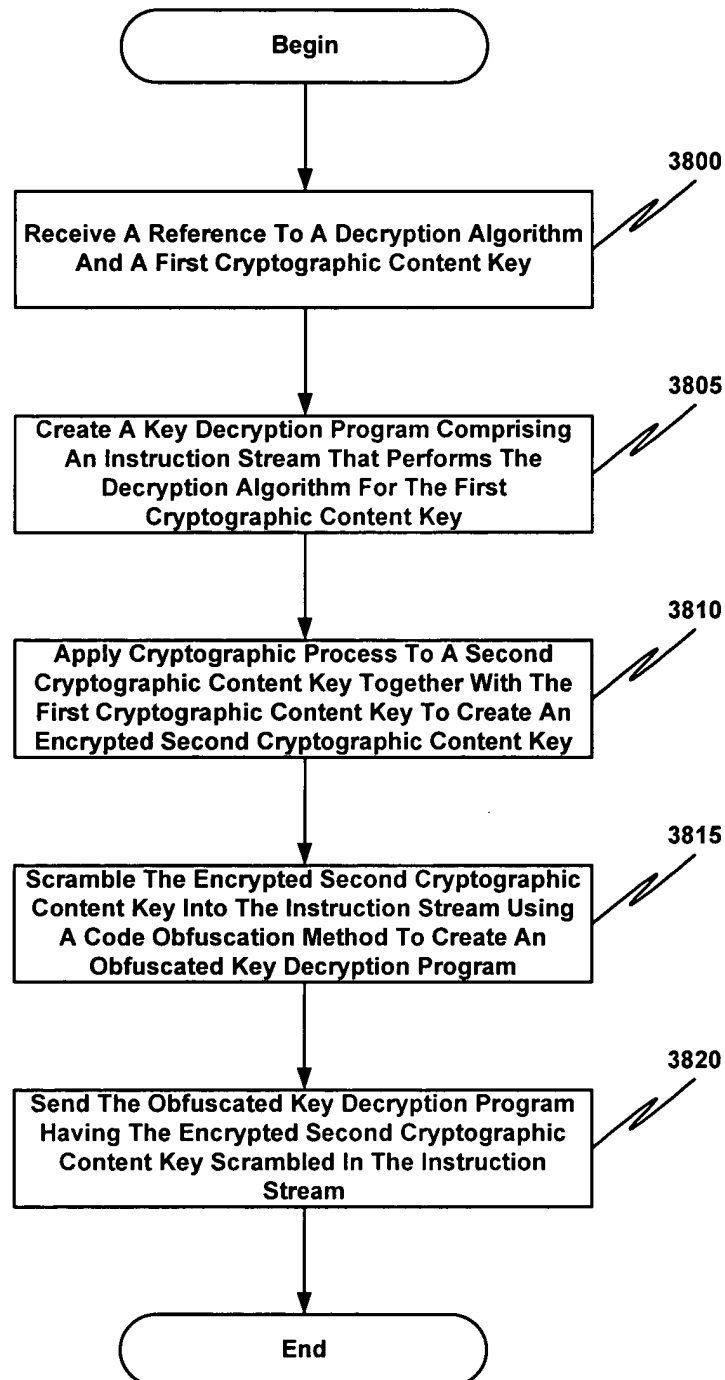 Begin
3800
Receive A Reference To A Decryption Algorithm
And A First Cryptographic Content Key
3805
Create A Key Decryption Program Comprising
An Instruction Stream That Performs The
Decryption Algorithm For The First
Cryptographic Content Key
3810
Apply Cryptographic Process To A Second
Cryptographic Content Key Together With The
First Cryptographic Content Key To Create An
Encrypted Second Cryptographic Content Key
3815
Scramble The Encrypted Second Cryptographic
Content Key Into The Instruction Stream Using
A Code Obfuscation Method To Create An
Obfuscated Key Decryption Program
3820
Send The Obfuscated Key Decryption Program
Having The Encrypted Second Cryptographic
Content Key Scrambled In The Instruction
Stream
End